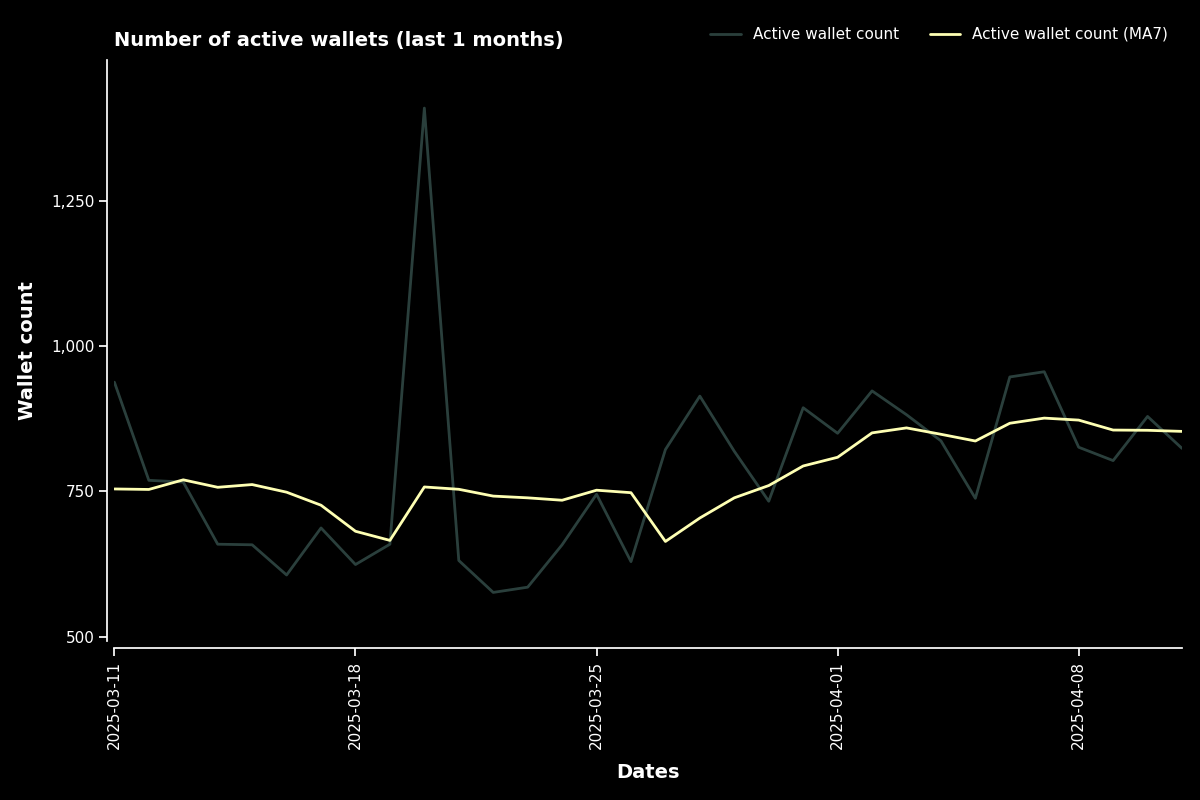 Number of active wallets (last 1 months)
Active wallet count
Active wallet count (MA7)
Wallet count
1,250
1,000
750
500
2025-03-11
2025-03-18
2025-03-25
2025-04-01
2025-04-08
Dates